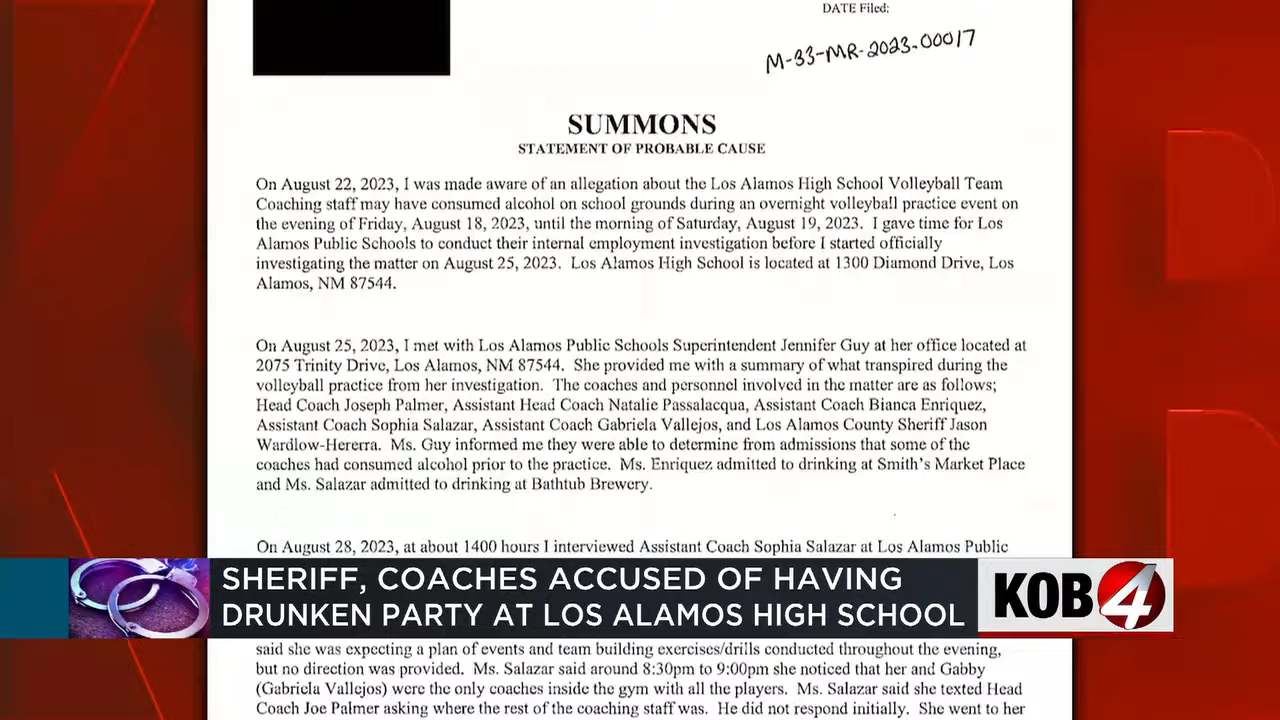 DATE Filed:
M-33-MR-2023-00017
SUMMONS
STATEMENT OF PROBABLE CAUSE
On August 22, 2023, I was made aware of an allegation about the Los Alamos High School Volleyball Team
Coaching staff may have consumed alcohol on school grounds during an overnight volleyball practice event on
the evening of Friday, August 18, 2023, until the morning of Saturday, August 19, 2023. I gave time for Los
Alamos Public Schools to conduct their internal employment investigation before I started officially
investigating the matter on August 25, 2023. Los Alamos High School is located at 1300 Diamond Drive, Los
Alamos, NM 87544.
On August 25, 2023, I met with Los Alamos Public Schools Superintendent Jennifer Guy at her office located at
2075 Trinity Drive, Los Alamos, NM 87544. She provided me with a summary of what transpired during the
volleyball practice from her investigation. The coaches and personnel involved in the matter are as follows;
Head Coach Joseph Palmer, Assistant Head Coach Natalie Passalacqua, Assistant Coach Bianca Enriquez,
Assistant Coach Sophia Salazar, Assistant Coach Gabriela Vallejos, and Los Alamos County Sheriff Jason
Wardlow-Hererra. Ms. Guy informed me they were able to determine from admissions that some of the
coaches had consumed alcohol prior to the practice. Ms. Enriquez admitted to drinking at Smith's Market Place
and Ms. Salazar admitted to drinking at Bathtub Brewery.
On August 28, 2023, at about 1400 hours I interviewed Assistant Coach Sophia Salazar at Los Alamos Public
SHERIFF, COACHES ACCUSED OF HAVING
DRUNKEN PARTY AT LOS ALAMOS HIGH SCHOOL
KOB 4
said she was expecting a plan of events and team building exercises/drills conducted throughout the evening,
but no direction was provided. Ms. Salazar said around 8:30pm to 9:00pm she noticed that her and Gabby
(Gabriela Vallejos) were the only coaches inside the gym with all the players. Ms. Salazar said she texted Head
Coach Joe Palmer asking where the rest of the coaching staff was. He did not respond initially. She went to her